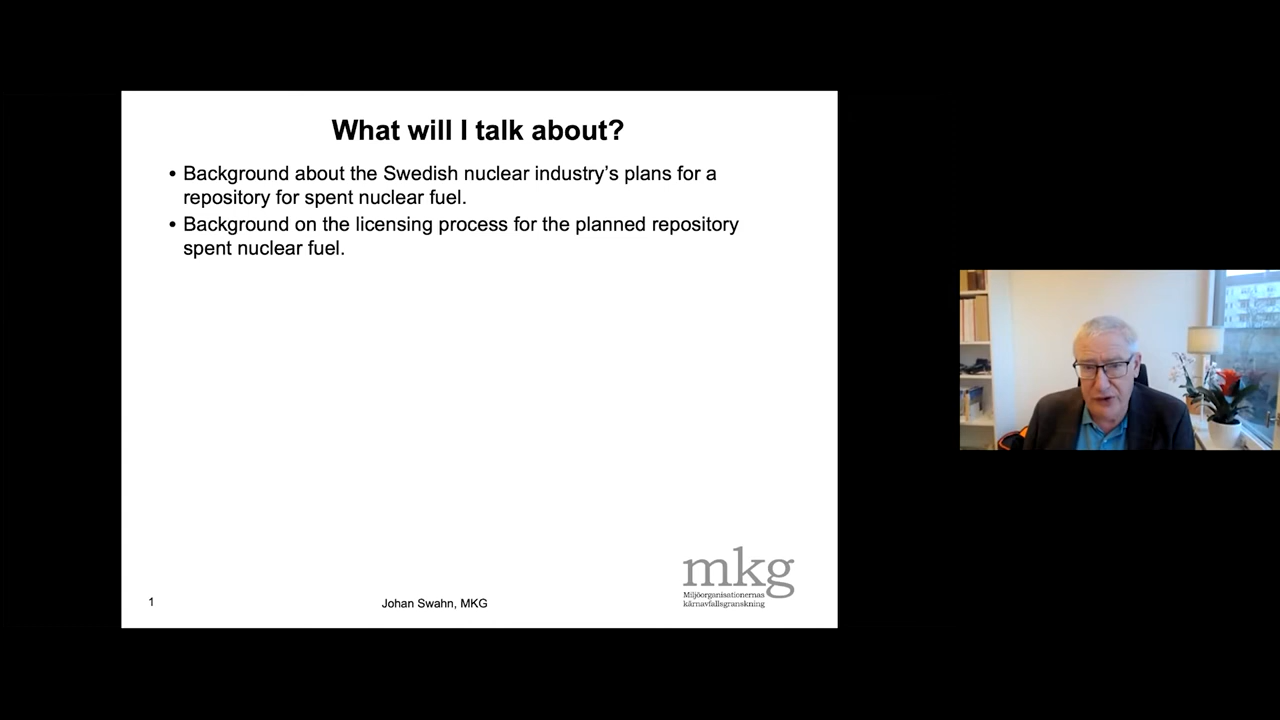 What will I talk about?
• Background about the Swedish nuclear industry’s plans for a
repository for spent nuclear fuel.
• Background on the licensing process for the planned repository
spent nuclear fuel.
1
Johan Swahn, MKG
mkg
Miljöorganisationernas
kärnavfallsgranskning